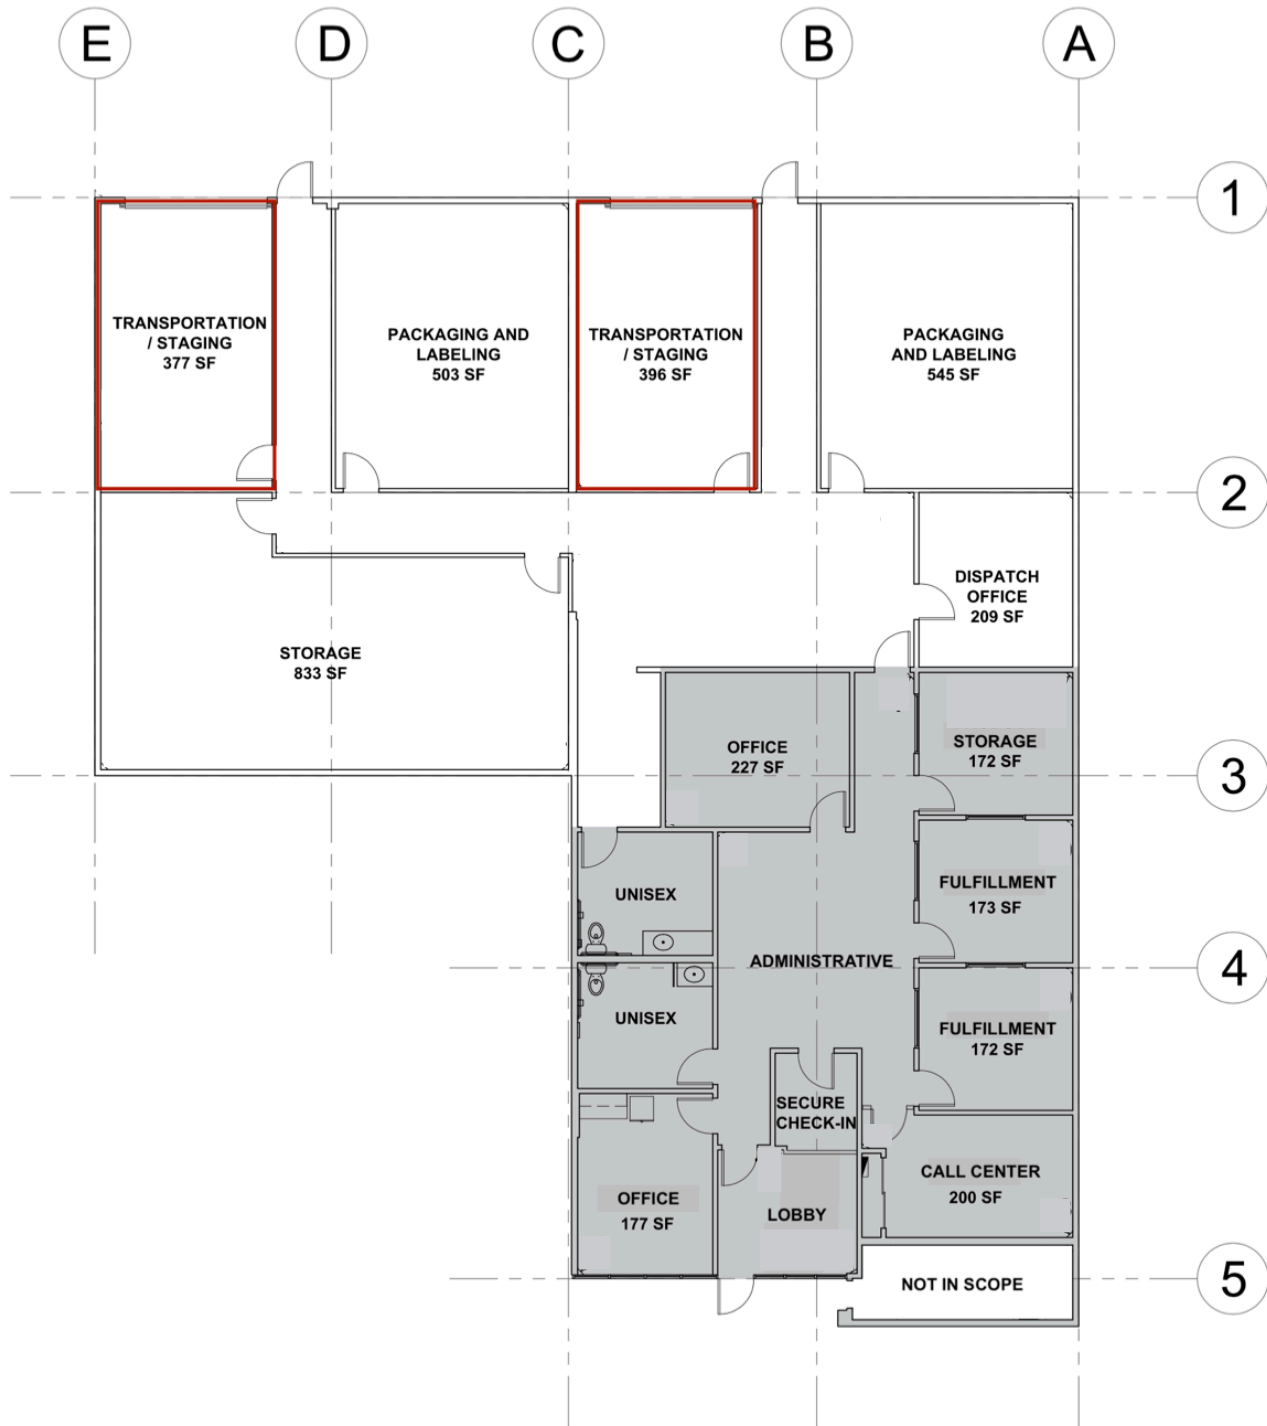 E
D
C
B
A
1
TRANSPORTATION
/ STAGING
377 SF
PACKAGING AND
LABELING
503 SF
TRANSPORTATION
/ STAGING
396 SF
PACKAGING
AND LABELING
545 SF
2
DISPATCH
OFFICE
209 SF
STORAGE
833 SF
OFFICE
227 SF
STORAGE
172 SF
3
UNISEX
FULFILLMENT
173 SF
ADMINISTRATIVE
4
UNISEX
FULFILLMENT
172 SF
SECURE
CHECK-IN
OFFICE
177 SF
LOBBY
CALL CENTER
200 SF
NOT IN SCOPE
5